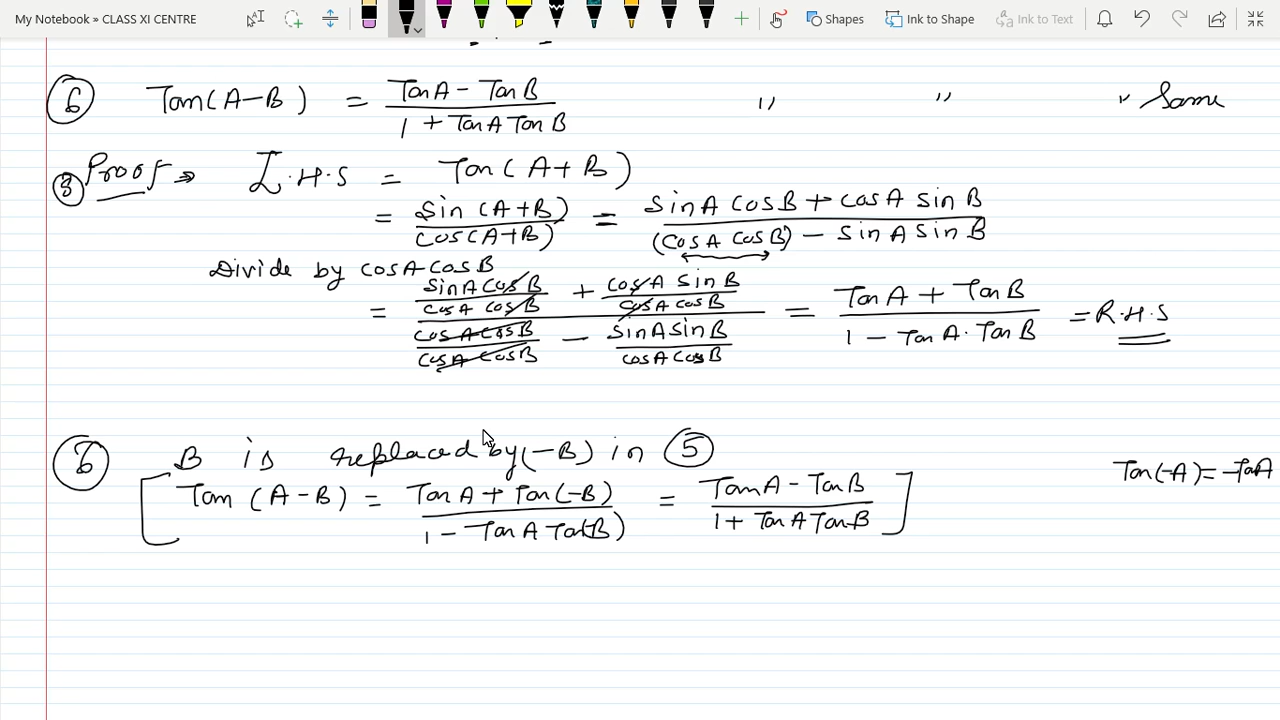 My Notebook » CLASS XI CENTRE Shapes Ink to Shape Ink to Text
⑥ Tan(A-B) = (TanA - TanB)/(1 + TanA TanB) " " " Same
⑤ Proof → L.H.S = Tan(A+B)
= sin(A+B)/cos(A+B) = (sinA cosB + cosA sinB)/((cosA cosB) - sinA sinB)
Divide by cosA cosB
= (sinA cosB/cosA cosB + cosA sinB/cosA cosB)/(cosA cosB/cosA cosB - sinA sinB/cosA cosB) = (TanA + TanB)/(1 - TanA . TanB) = R.H.S
⑥ B is replaced by (-B) in ⑤
Tan(-A) = -TanA
[Tan(A-B) = (TanA + Tan(-B))/(1 - TanA Tan(-B)) = (TanA - TanB)/(1 + TanA TanB)]